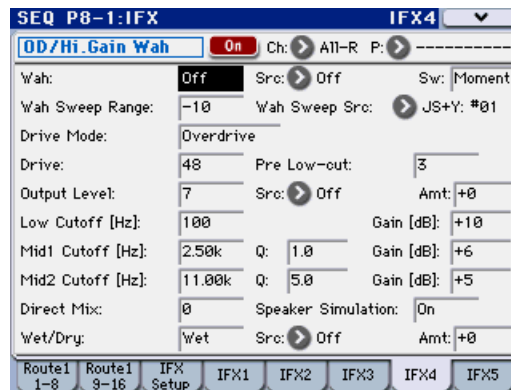 SEQ P8-1:IFX IFX4
OD/Hi.Gain Wah On Ch: All-R P: ----------
Wah: Off Src: Off Sw: Moment
Wah Sweep Range: -10 Wah Sweep Src: JS+Y: #01
Drive Mode: Overdrive
Drive: 48 Pre Low-cut: 3
Output Level: 7 Src: Off Amt: +0
Low Cutoff [Hz]: 100 Gain [dB]: +10
Mid1 Cutoff [Hz]: 2.50k Q: 1.0 Gain [dB]: +6
Mid2 Cutoff [Hz]: 11.00k Q: 5.0 Gain [dB]: +5
Direct Mix: 0 Speaker Simulation: On
Wet/Dry: Wet Src: Off Amt: +0
Route1 1-8 Route1 9-16 IFX Setup IFX1 IFX2 IFX3 IFX4 IFX5